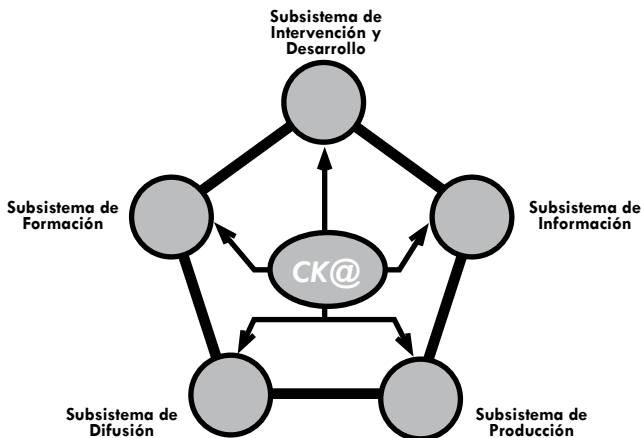 Subsistema de
Intervención y
Desarrollo
Subsistema de
Formación
Subsistema de
Información
CK@
Subsistema de
Difusión
Subsistema de
Producción